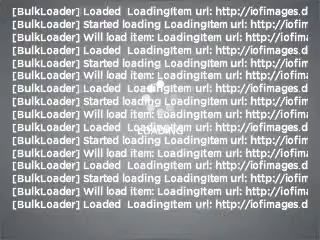 [BulkLoader] Loaded  LoadingItem url: http://iofimages.d
[BulkLoader] Started loading LoadingItem url: http://iofim
[BulkLoader] Will load item: LoadingItem url: http://iofima
[BulkLoader] Loaded  LoadingItem url: http://iofimages.d
[BulkLoader] Started loading LoadingItem url: http://iofim
[BulkLoader] Will load item: LoadingItem url: http://iofima
[BulkLoader] Loaded  LoadingItem url: http://iofimages.d
[BulkLoader] Started loading LoadingItem url: http://iofim
[BulkLoader] Will load item: LoadingItem url: http://iofima
[BulkLoader] Loaded  LoadingItem url: http://iofimages.d
LOADING
[BulkLoader] Started loading LoadingItem url: http://iofim
[BulkLoader] Will load item: LoadingItem url: http://iofima
[BulkLoader] Loaded  LoadingItem url: http://iofimages.d
[BulkLoader] Started loading LoadingItem url: http://iofim
[BulkLoader] Will load item: LoadingItem url: http://iofima
[BulkLoader] Loaded  LoadingItem url: http://iofimages.d